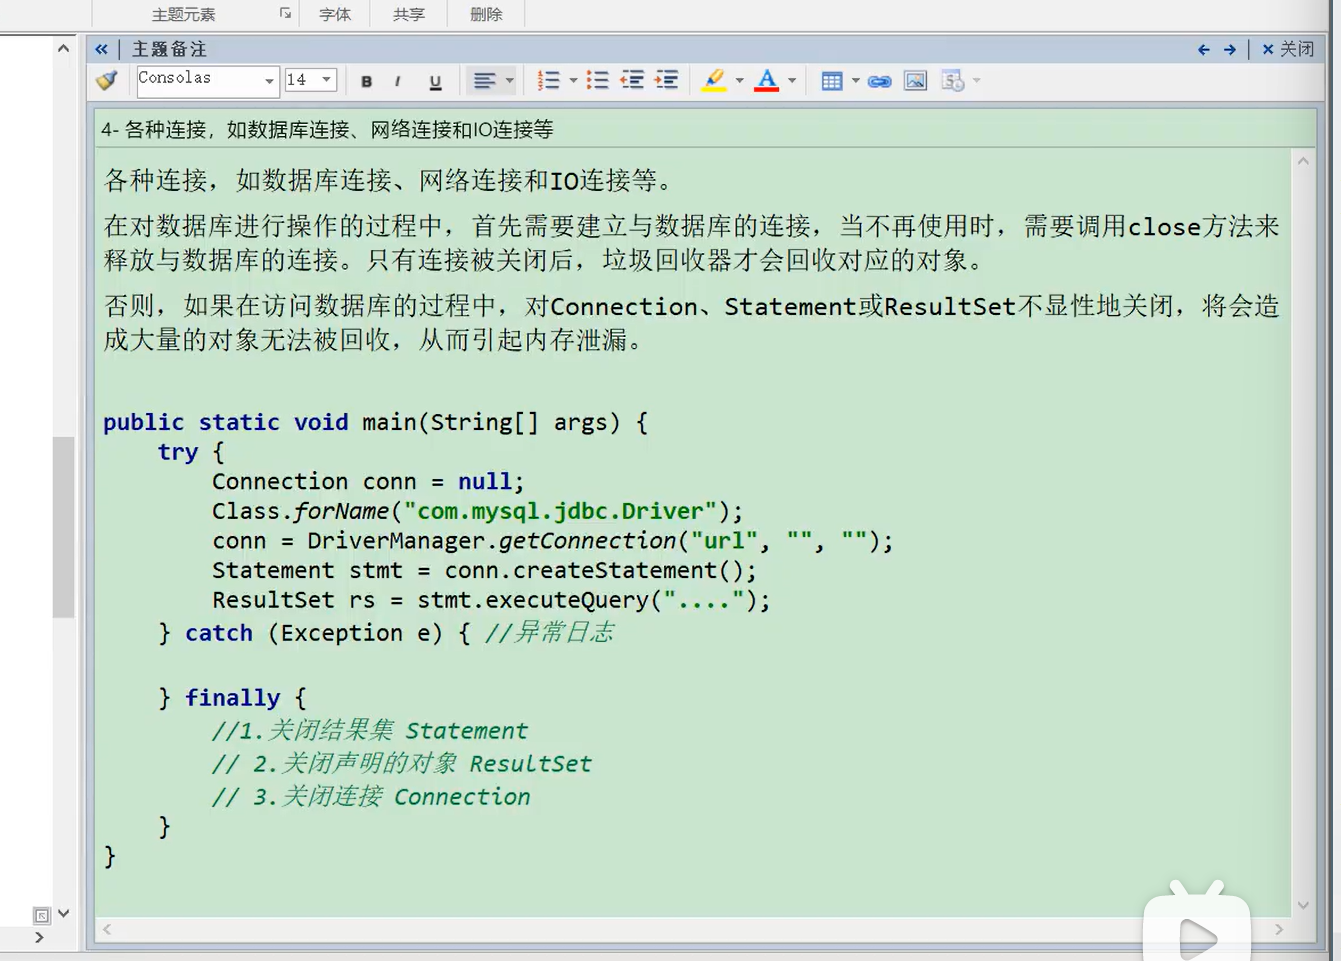 主题元素 字体 共享 删除
主题备注 关闭
Consolas 14 B I U A
4- 各种连接，如数据库连接、网络连接和IO连接等
各种连接，如数据库连接、网络连接和IO连接等。
在对数据库进行操作的过程中，首先需要建立与数据库的连接，当不再使用时，需要调用close方法来
释放与数据库的连接。只有连接被关闭后，垃圾回收器才会回收对应的对象。
否则，如果在访问数据库的过程中，对Connection、Statement或ResultSet不显性地关闭，将会造
成大量的对象无法被回收，从而引起内存泄漏。
public static void main(String[] args) {
try {
Connection conn = null;
Class.forName("com.mysql.jdbc.Driver");
conn = DriverManager.getConnection("url", "", "");
Statement stmt = conn.createStatement();
ResultSet rs = stmt.executeQuery("....");
} catch (Exception e) { //异常日志
} finally {
//1.关闭结果集 Statement
// 2.关闭声明的对象 ResultSet
// 3.关闭连接 Connection
}
}